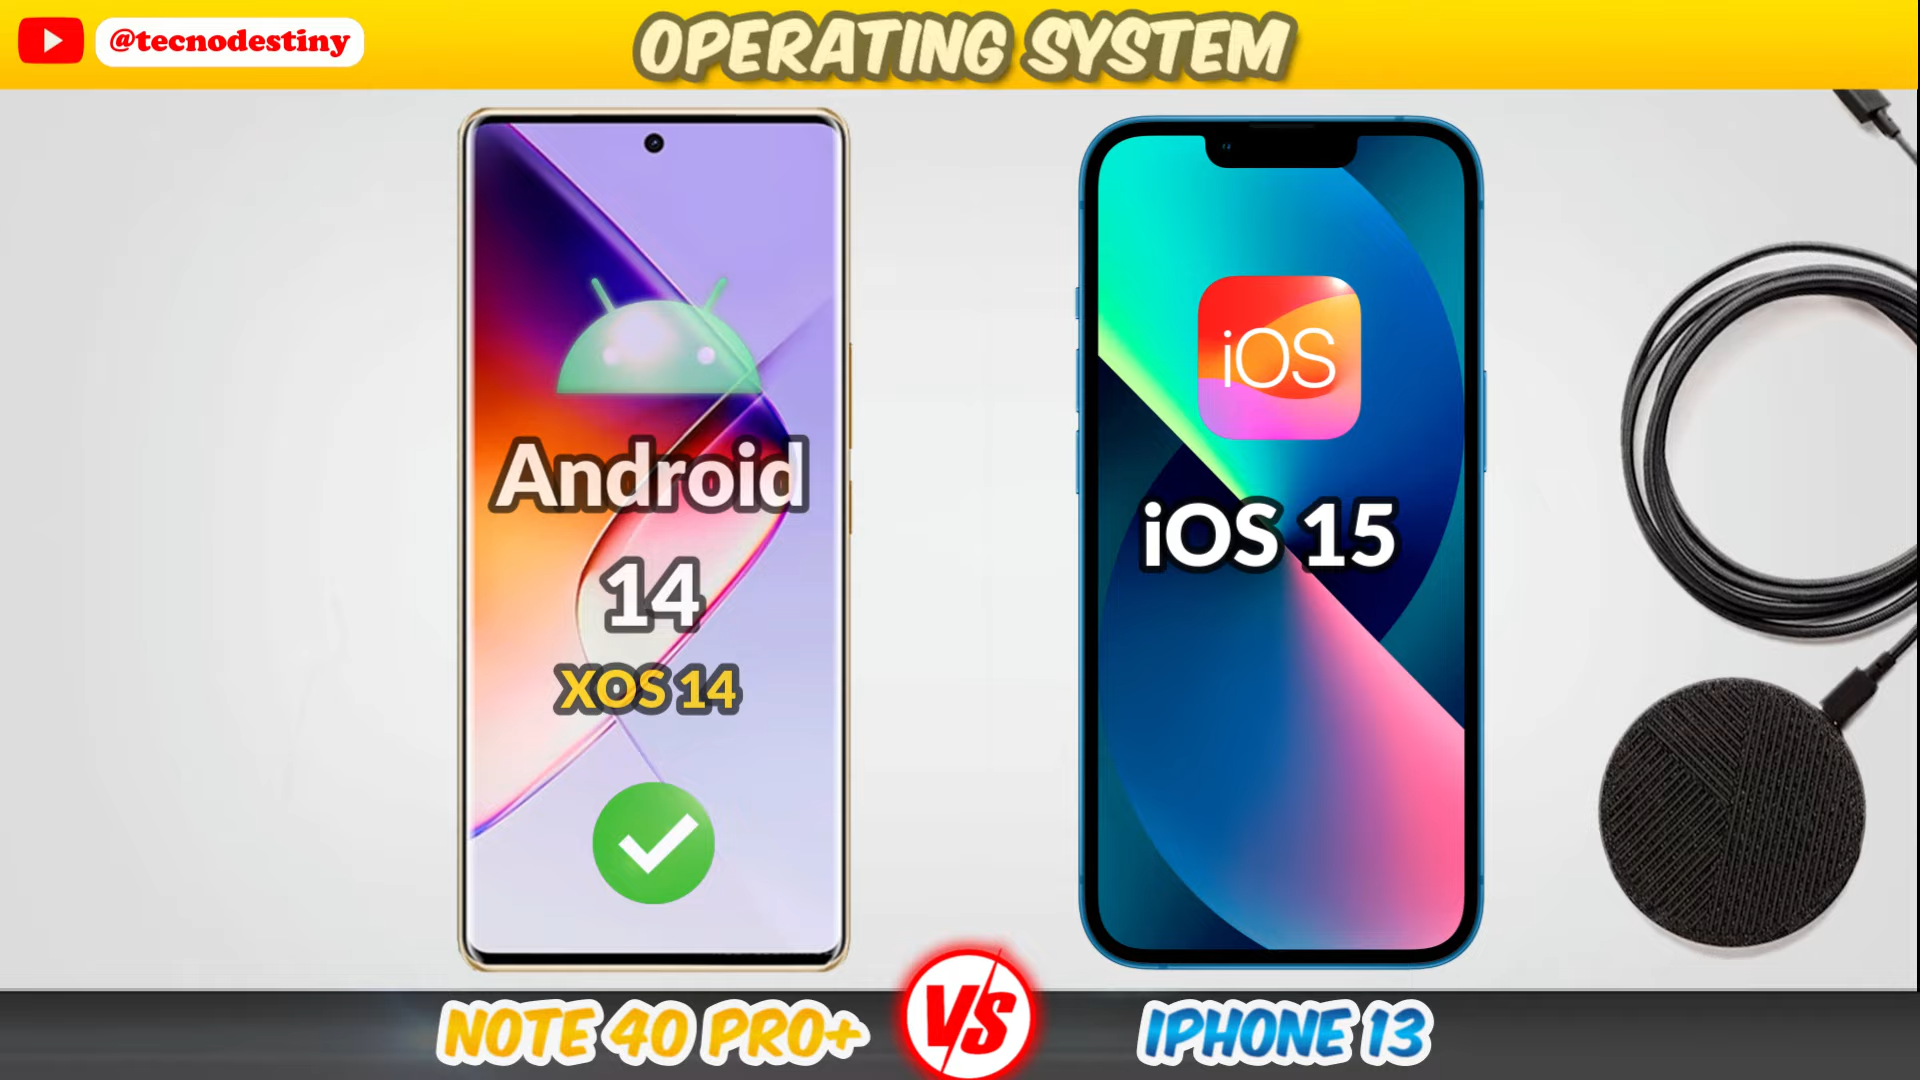 @tecnodestiny
OPERATING SYSTEM
Android
14
XOS 14
iOS
iOS 15
NOTE 40 PRO+
VS
IPHONE 13